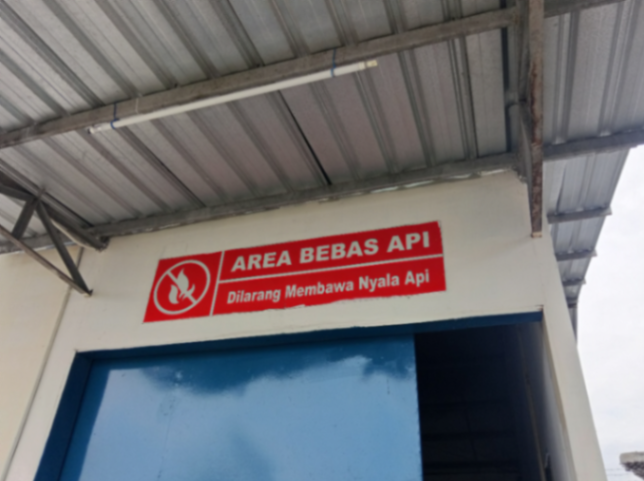 AREA BEBAS API
Dilarang Membawa Nyala Api